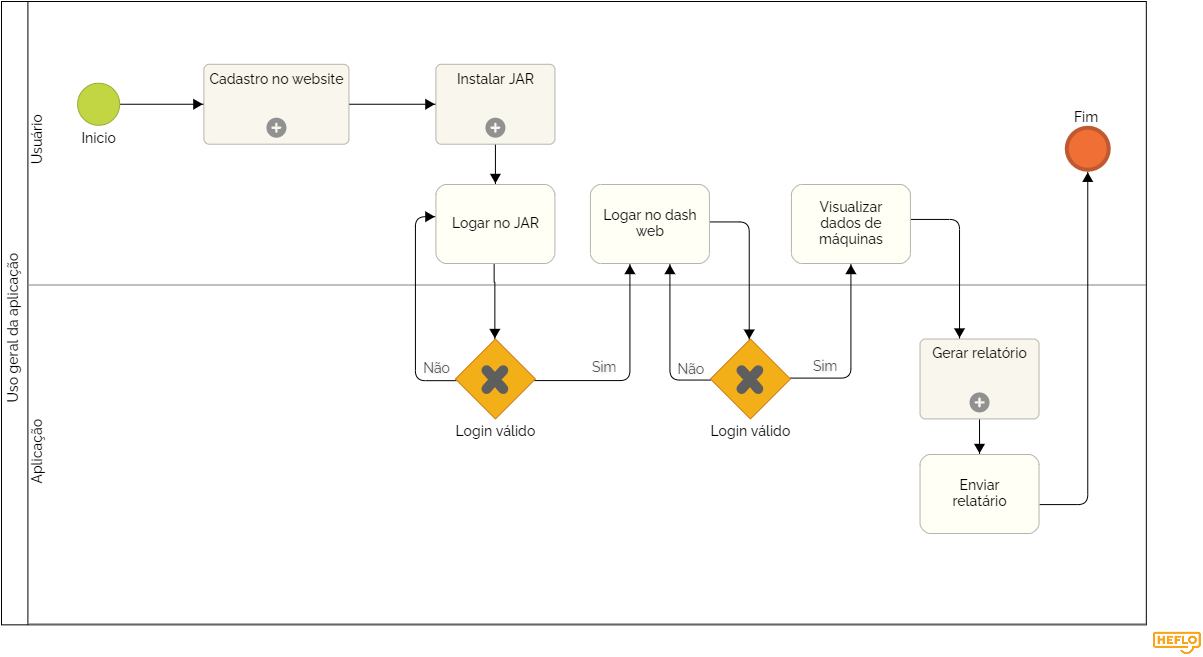 Uso geral da aplicação
Usuário
Inicio
Cadastro no website
Instalar JAR
Logar no JAR
Logar no dash
web
Visualizar
dados de
máquinas
Fim
Aplicação
Não
Login válido
Sim
Não
Login válido
Sim
Gerar relatório
Enviar
relatário
HEFLO